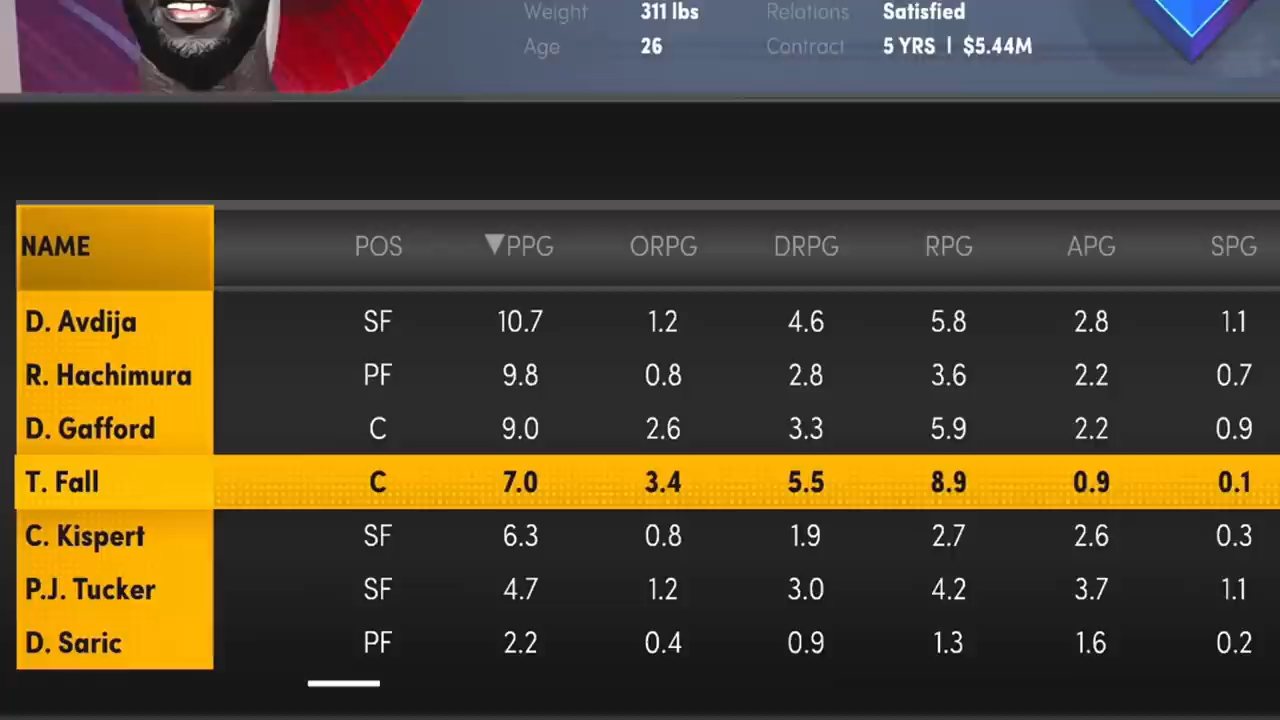 Weight 311 lbs Relations Satisfied
Age 26 Contract 5 YRS | $5.44M
NAME POS ▼PPG ORPG DRPG RPG APG SPG
D. Avdija SF 10.7 1.2 4.6 5.8 2.8 1.1
R. Hachimura PF 9.8 0.8 2.8 3.6 2.2 0.7
D. Gafford C 9.0 2.6 3.3 5.9 2.2 0.9
T. Fall C 7.0 3.4 5.5 8.9 0.9 0.1
C. Kispert SF 6.3 0.8 1.9 2.7 2.6 0.3
P.J. Tucker SF 4.7 1.2 3.0 4.2 3.7 1.1
D. Saric PF 2.2 0.4 0.9 1.3 1.6 0.2